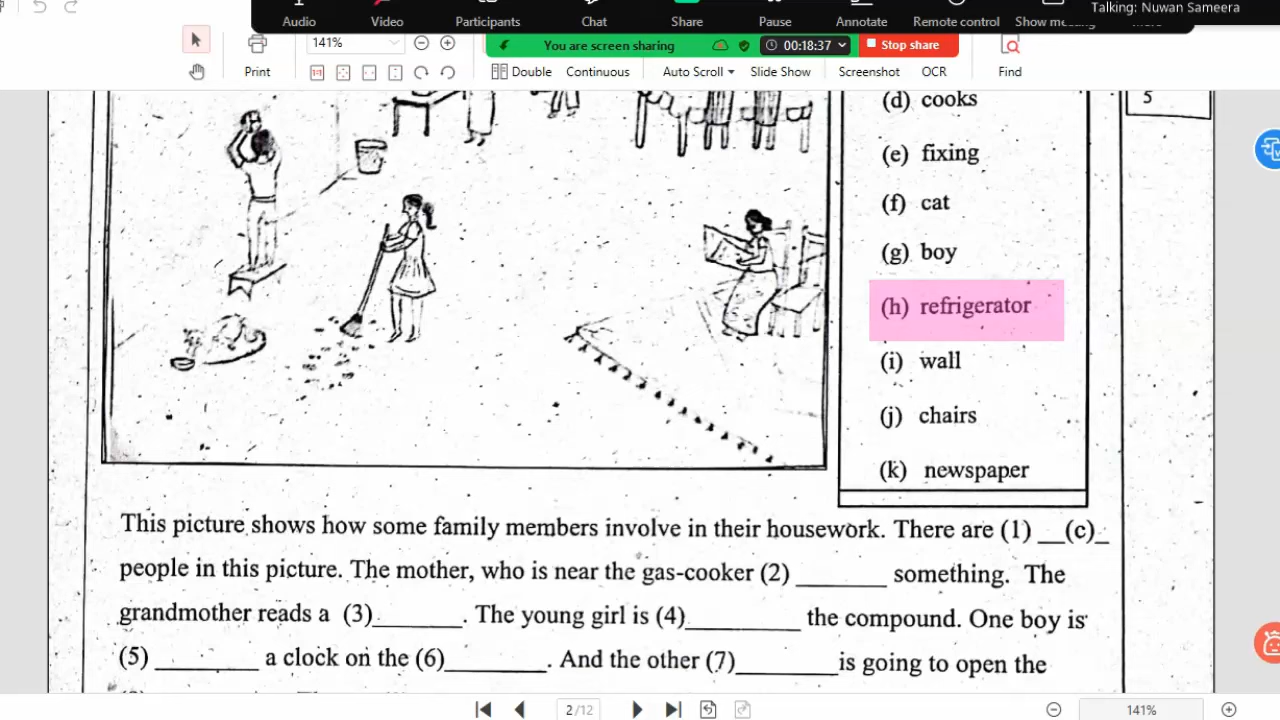 Talking: Nuwan Sameera
Audio Video Participants Chat Share Pause Annotate Remote control
141% You are screen sharing 00:18:37 Stop share
Print Double Continuous Auto Scroll Slide Show Screenshot OCR Find
(d) cooks
5
(e) fixing
(f) cat
(g) boy
(h) refrigerator
(i) wall
(j) chairs
(k) newspaper
This picture shows how some family members involve in their housework. There are (1) __(c)_
people in this picture. The mother, who is near the gas-cooker (2) ________ something. The
grandmother reads a (3)________. The young girl is (4)__________ the compound. One boy is
(5) _________ a clock on the (6)_________. And the other (7)_________is going to open the
2/12 141%